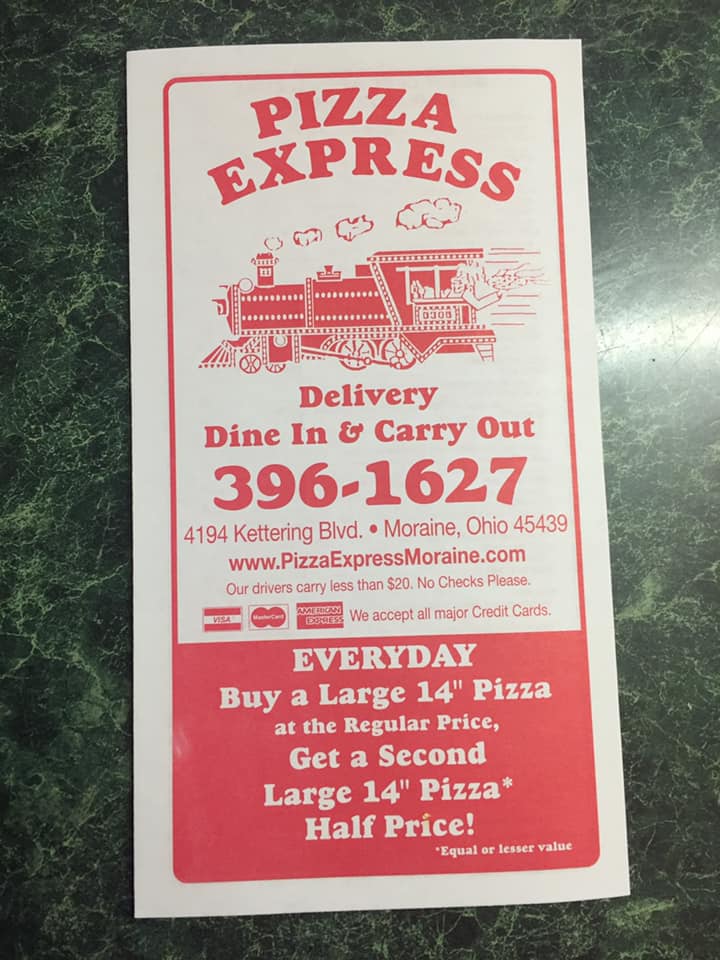 PIZZA
EXPRESS
Delivery
Dine In & Carry Out
396-1627
4194 Kettering Blvd. • Moraine, Ohio 45439
www.PizzaExpressMoraine.com
Our drivers carry less than $20. No Checks Please.
VISA MasterCard AMERICAN EXPRESS We accept all major Credit Cards.
EVERYDAY
Buy a Large 14" Pizza
at the Regular Price,
Get a Second
Large 14" Pizza*
Half Price!
*Equal or lesser value